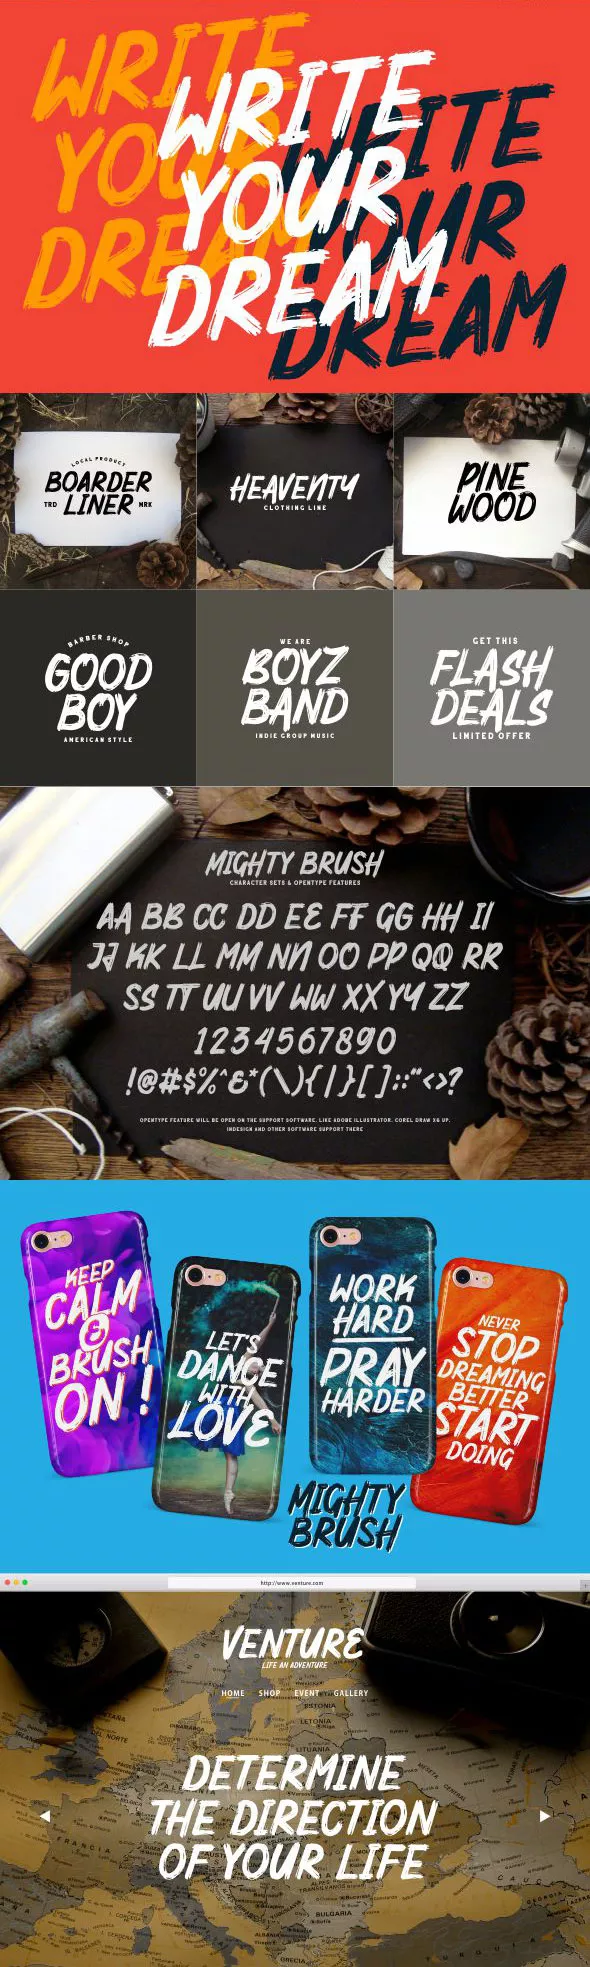 WRITE
YOUR
DREAM
WRITE
YOUR
DREAM
WRITE
YOUR
DREAM
LOCAL PRODUCT
BOARDER
TRD LINER MRK
HEAVENTY
CLOTHING LINE
PINE
WOOD
BARBER SHOP
GOOD
BOY
AMERICAN STYLE
WE ARE
BOYZ
BAND
INDIE GROUP MUSIC
GET THIS
FLASH
DEALS
LIMITED OFFER
MIGHTY BRUSH
CHARACTER SETS & OPENTYPE FEATURES
AA BB CC DD EE FF GG HH II
JJ KK LL MM NN OO PP QQ RR
SS TT UU VV WW XX YY ZZ
1234567890
!@#$%^&*(\){|}[]:;"<>?
OPENTYPE FEATURE WILL BE OPEN ON THE SUPPORT SOFTWARE. LIKE ADOBE ILLUSTRATOR. COREL DRAW X6 UP.
INDESIGN AND OTHER SOFTWARE SUPPORT THERE
KEEP
CALM
&
BRUSH
ON !
LET'S
DANCE
WITH
LOVE
WORK
HARD
PRAY
HARDER
NEVER
STOP
DREAMING
BETTER
START
DOING
MIGHTY
BRUSH
http://www.venture.com
VENTURE
LIFE AN ADVENTURE
HOME SHOP EVENT GALLERY
ESTONIA
LETONIA
LITUANIA
DETERMINE
THE DIRECTION
OF YOUR LIFE
FRANCIA
BULGARIA